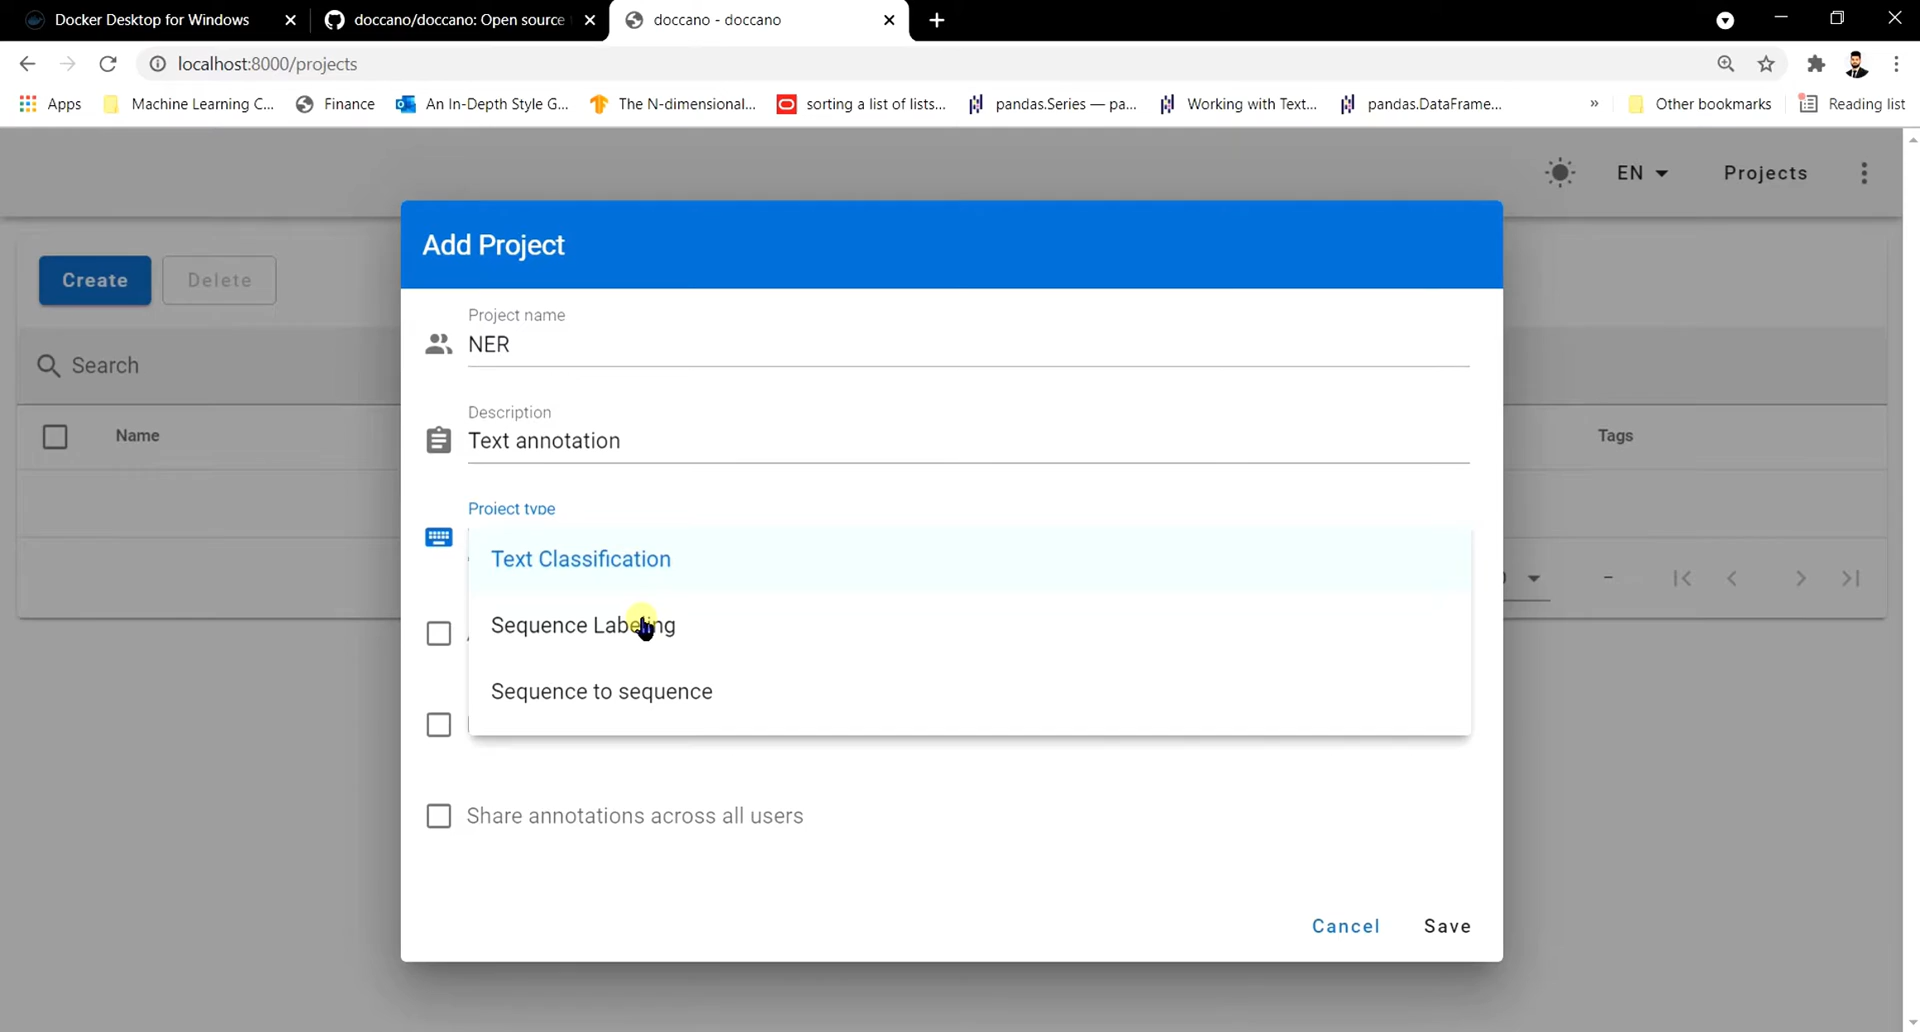 Docker Desktop for Windows
doccano/doccano: Open source
doccano - doccano
localhost:8000/projects
Apps
Machine Learning C...
Finance
An In-Depth Style G...
The N-dimensional...
sorting a list of lists...
pandas.Series — pa...
Working with Text...
pandas.DataFrame...
»
Other bookmarks
Reading list
EN
Projects
Add Project
Create
Delete
Project name
NER
Search
Description
Text annotation
Name
Tags
Project type
Text Classification
Sequence Labeling
Sequence to sequence
–
Share annotations across all users
Cancel
Save